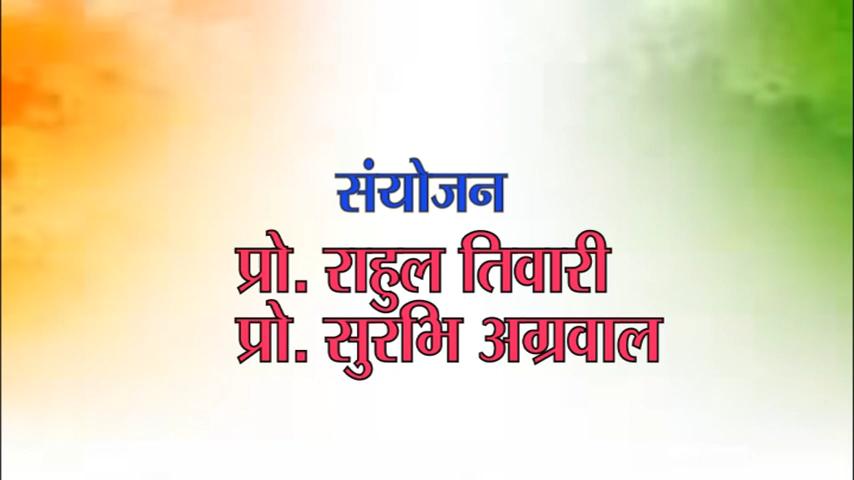 संयोजन
प्रो. राहुल तिवारी
प्रो. सुरभि अग्रवाल